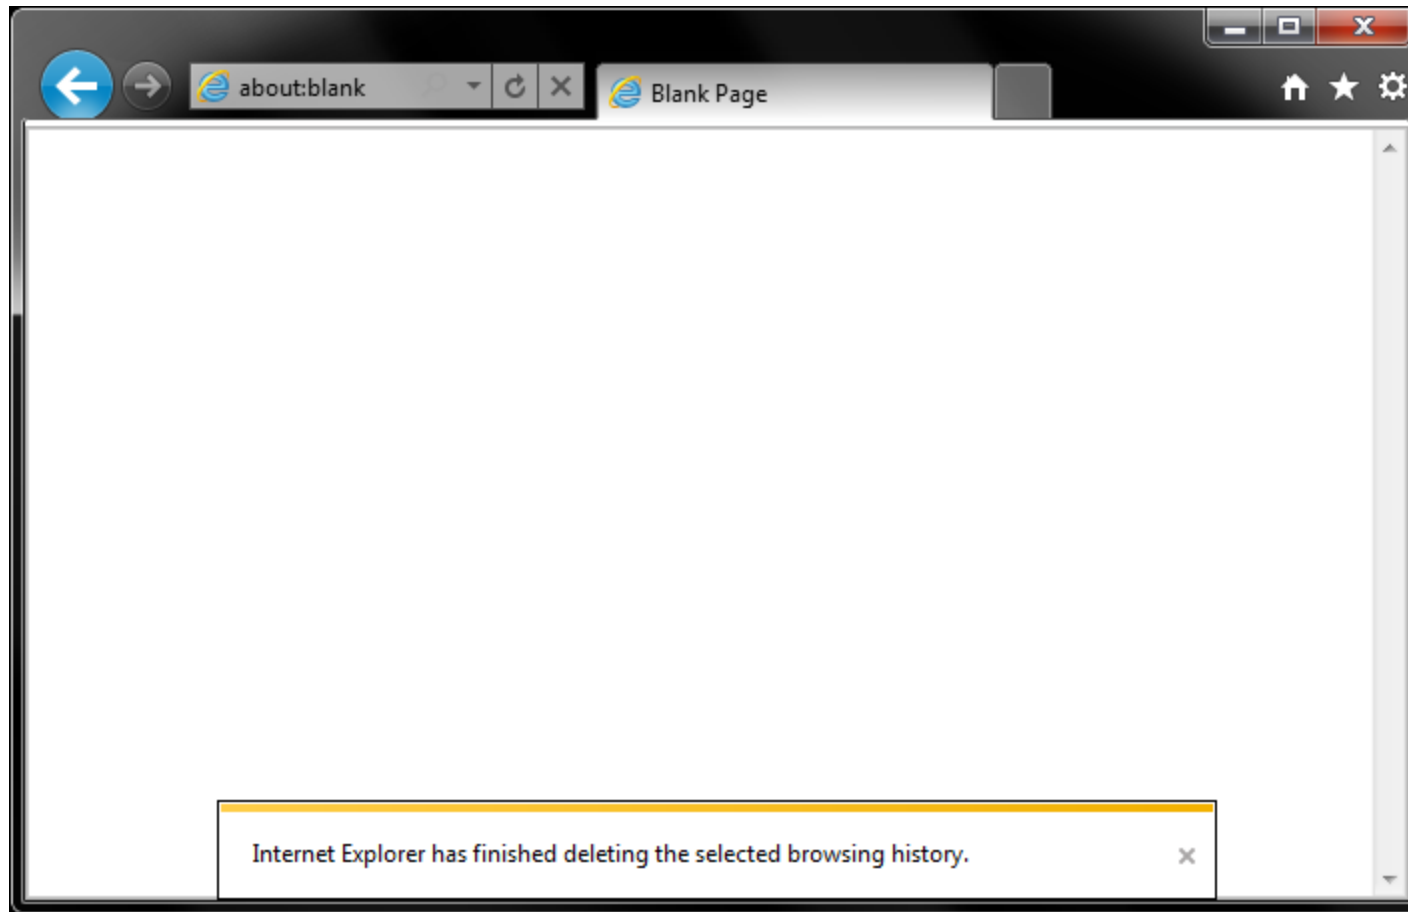 about:blank
Blank Page
Internet Explorer has finished deleting the selected browsing history.